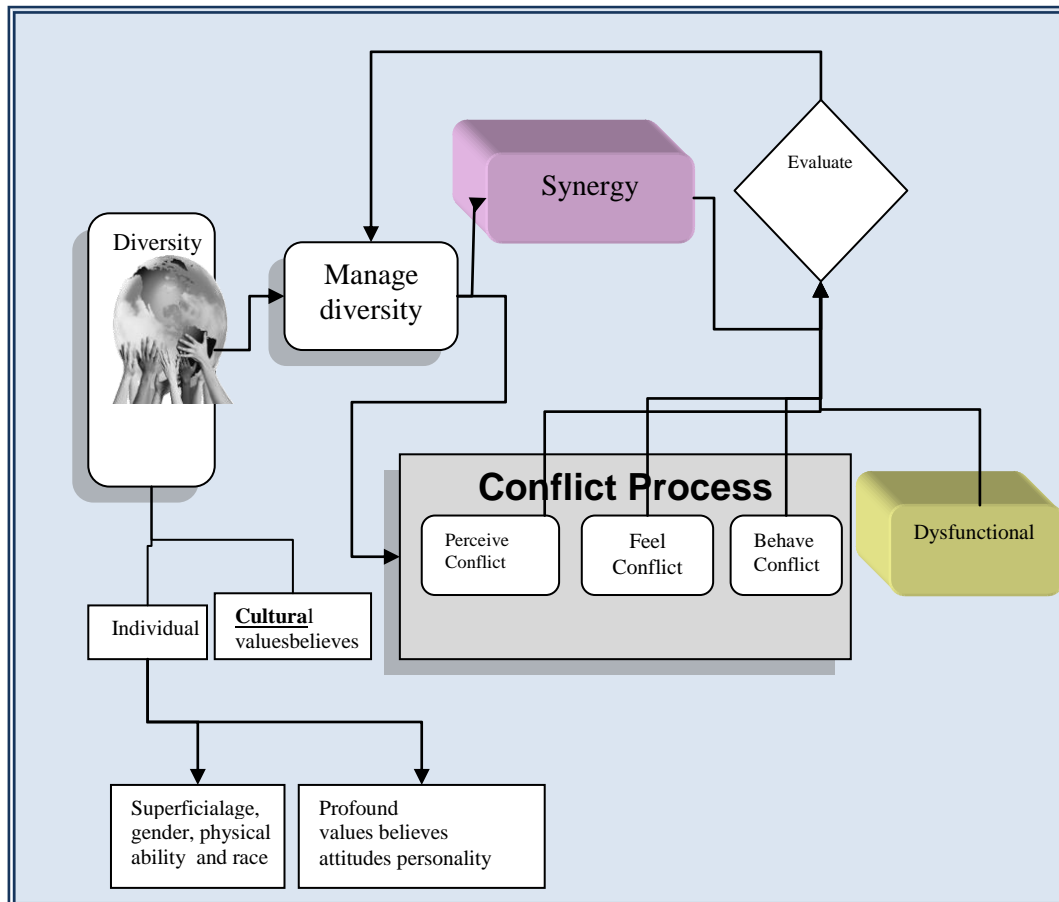 Evaluate
Synergy
Diversity
Manage
diversity
Conflict Process
Perceive
Conflict
Feel
Conflict
Behave
Conflict
Dysfunctional
Individual
Cultural
valuesbelieves
Superficialage,
gender, physical
ability and race
Profound
values believes
attitudes personality